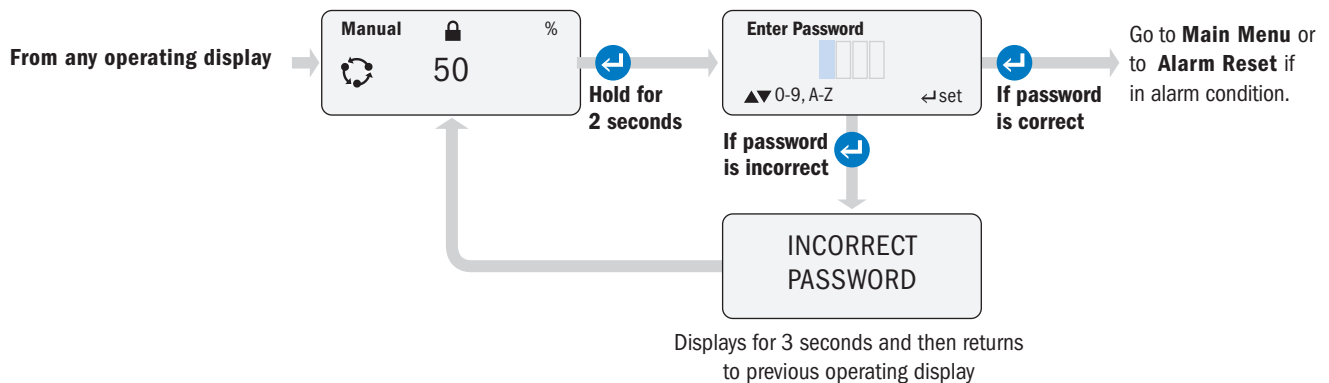 From any operating display
Manual %
50
Hold for
2 seconds
Enter Password
▲▼ 0-9, A-Z ↵ set
If password
is correct
Go to Main Menu or
to Alarm Reset if
in alarm condition.
If password
is incorrect
INCORRECT
PASSWORD
Displays for 3 seconds and then returns
to previous operating display